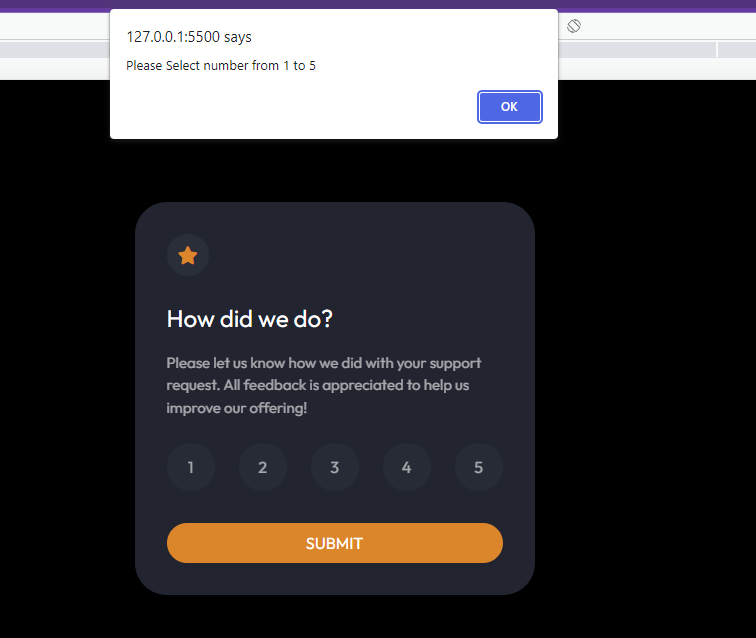 127.0.0.1:5500 says
Please Select number from 1 to 5
OK
How did we do?
Please let us know how we did with your support
request. All feedback is appreciated to help us
improve our offering!
1 2 3 4 5
SUBMIT